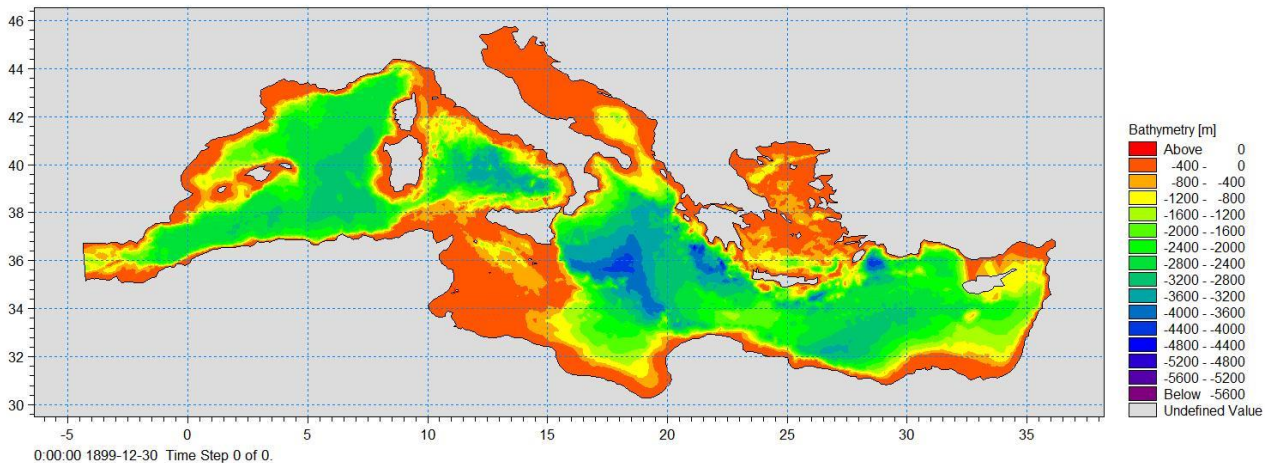 46
44
42
40
38
36
34
32
30
-5 0 5 10 15 20 25 30 35
0:00:00 1899-12-30 Time Step 0 of 0.
Bathymetry [m]
Above 0
-400 - 0
-800 - -400
-1200 - -800
-1600 - -1200
-2000 - -1600
-2400 - -2000
-2800 - -2400
-3200 - -2800
-3600 - -3200
-4000 - -3600
-4400 - -4000
-4800 - -4400
-5200 - -4800
-5600 - -5200
Below -5600
Undefined Value